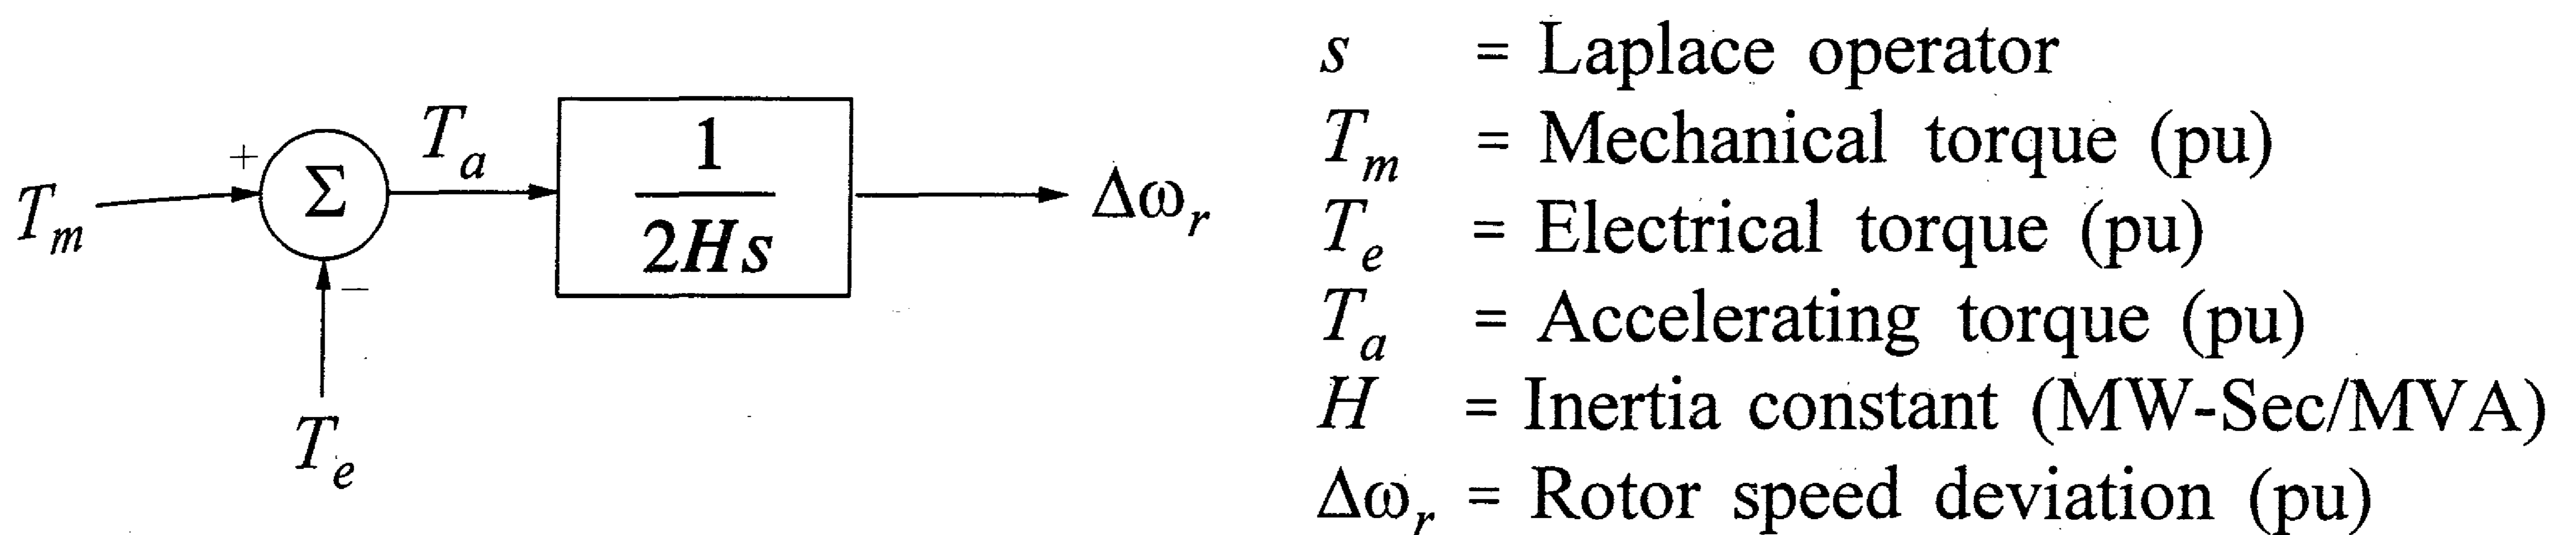 T_m
+
Σ
−
T_e
T_a
1
2Hs
Δω_r
s = Laplace operator
T_m = Mechanical torque (pu)
T_e = Electrical torque (pu)
T_a = Accelerating torque (pu)
H = Inertia constant (MW-Sec/MVA)
Δω_r = Rotor speed deviation (pu)